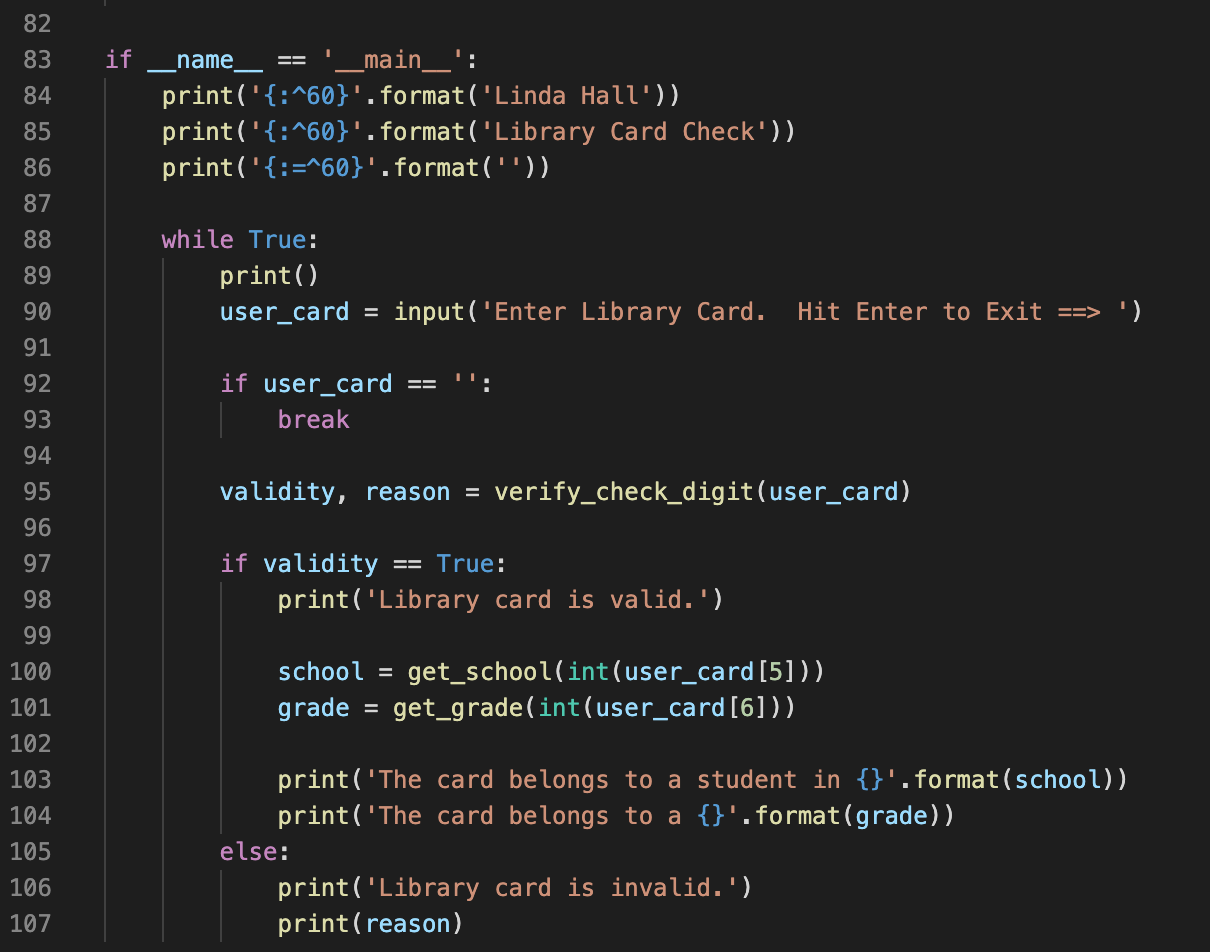 82
83 if __name__ == '__main__':
84     print('{:^60}'.format('Linda Hall'))
85     print('{:^60}'.format('Library Card Check'))
86     print('{:=^60}'.format(''))
87
88     while True:
89         print()
90         user_card = input('Enter Library Card.  Hit Enter to Exit ==> ')
91
92         if user_card == '':
93             break
94
95         validity, reason = verify_check_digit(user_card)
96
97         if validity == True:
98             print('Library card is valid.')
99
100             school = get_school(int(user_card[5]))
101             grade = get_grade(int(user_card[6]))
102
103             print('The card belongs to a student in {}'.format(school))
104             print('The card belongs to a {}'.format(grade))
105         else:
106             print('Library card is invalid.')
107             print(reason)